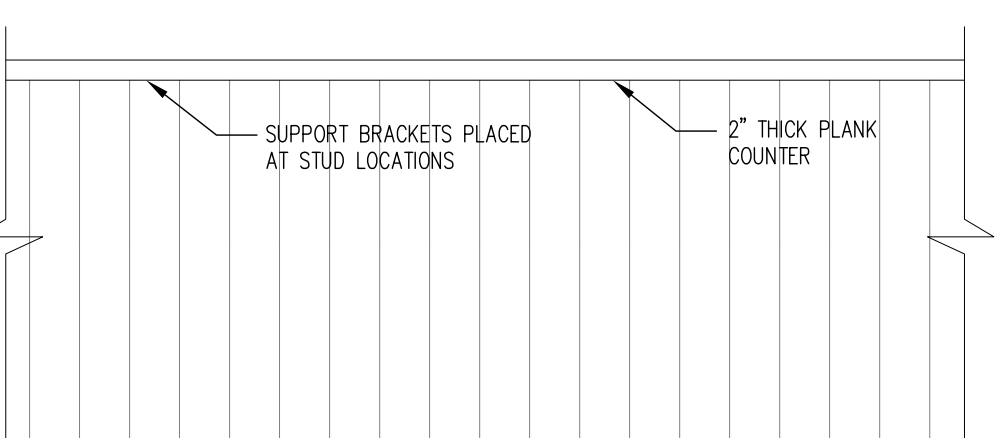 SUPPORT BRACKETS PLACED
AT STUD LOCATIONS
2” THICK PLANK
COUNTER